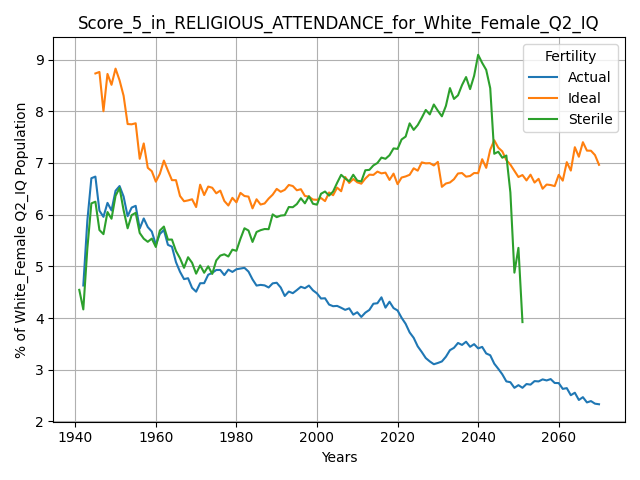 Score_5_in_RELIGIOUS_ATTENDANCE_for_White_Female_Q2_IQ
% of White_Female Q2_IQ Population
9
8
7
6
5
4
3
2
Fertility
Actual
Ideal
Sterile
1940 1960 1980 2000 2020 2040 2060
Years